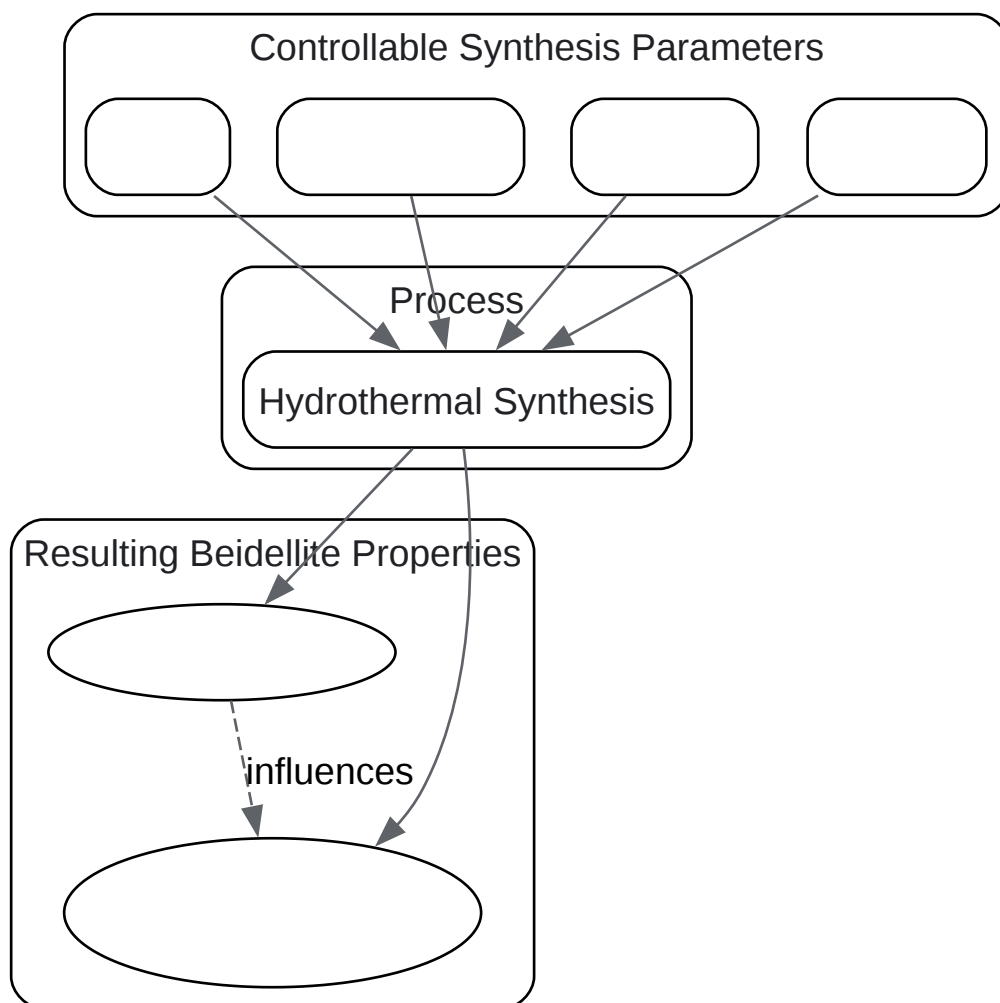 Controllable Synthesis Parameters
Process
Hydrothermal Synthesis
Resulting Beidellite Properties
influences